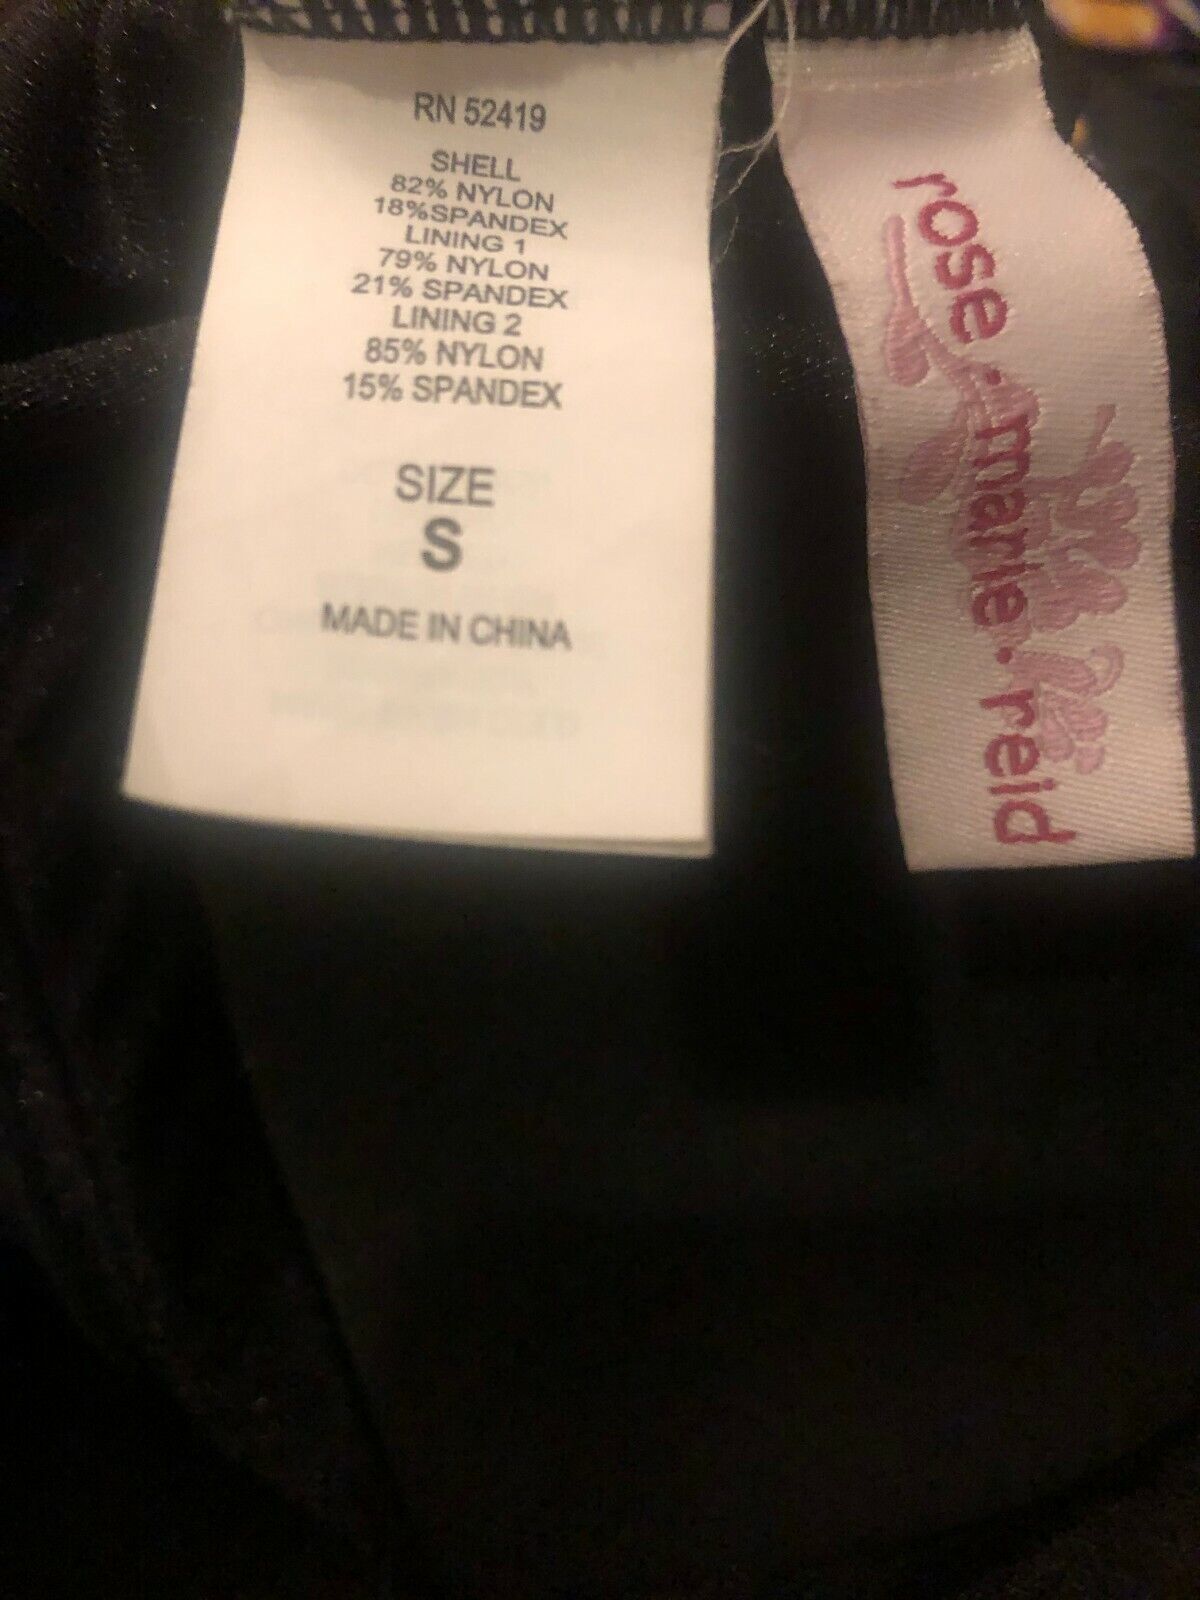 RN 52419
SHELL
82% NYLON
18%SPANDEX
LINING 1
79% NYLON
21% SPANDEX
LINING 2
85% NYLON
15% SPANDEX
SIZE
S
MADE IN CHINA
rose.marie.reid